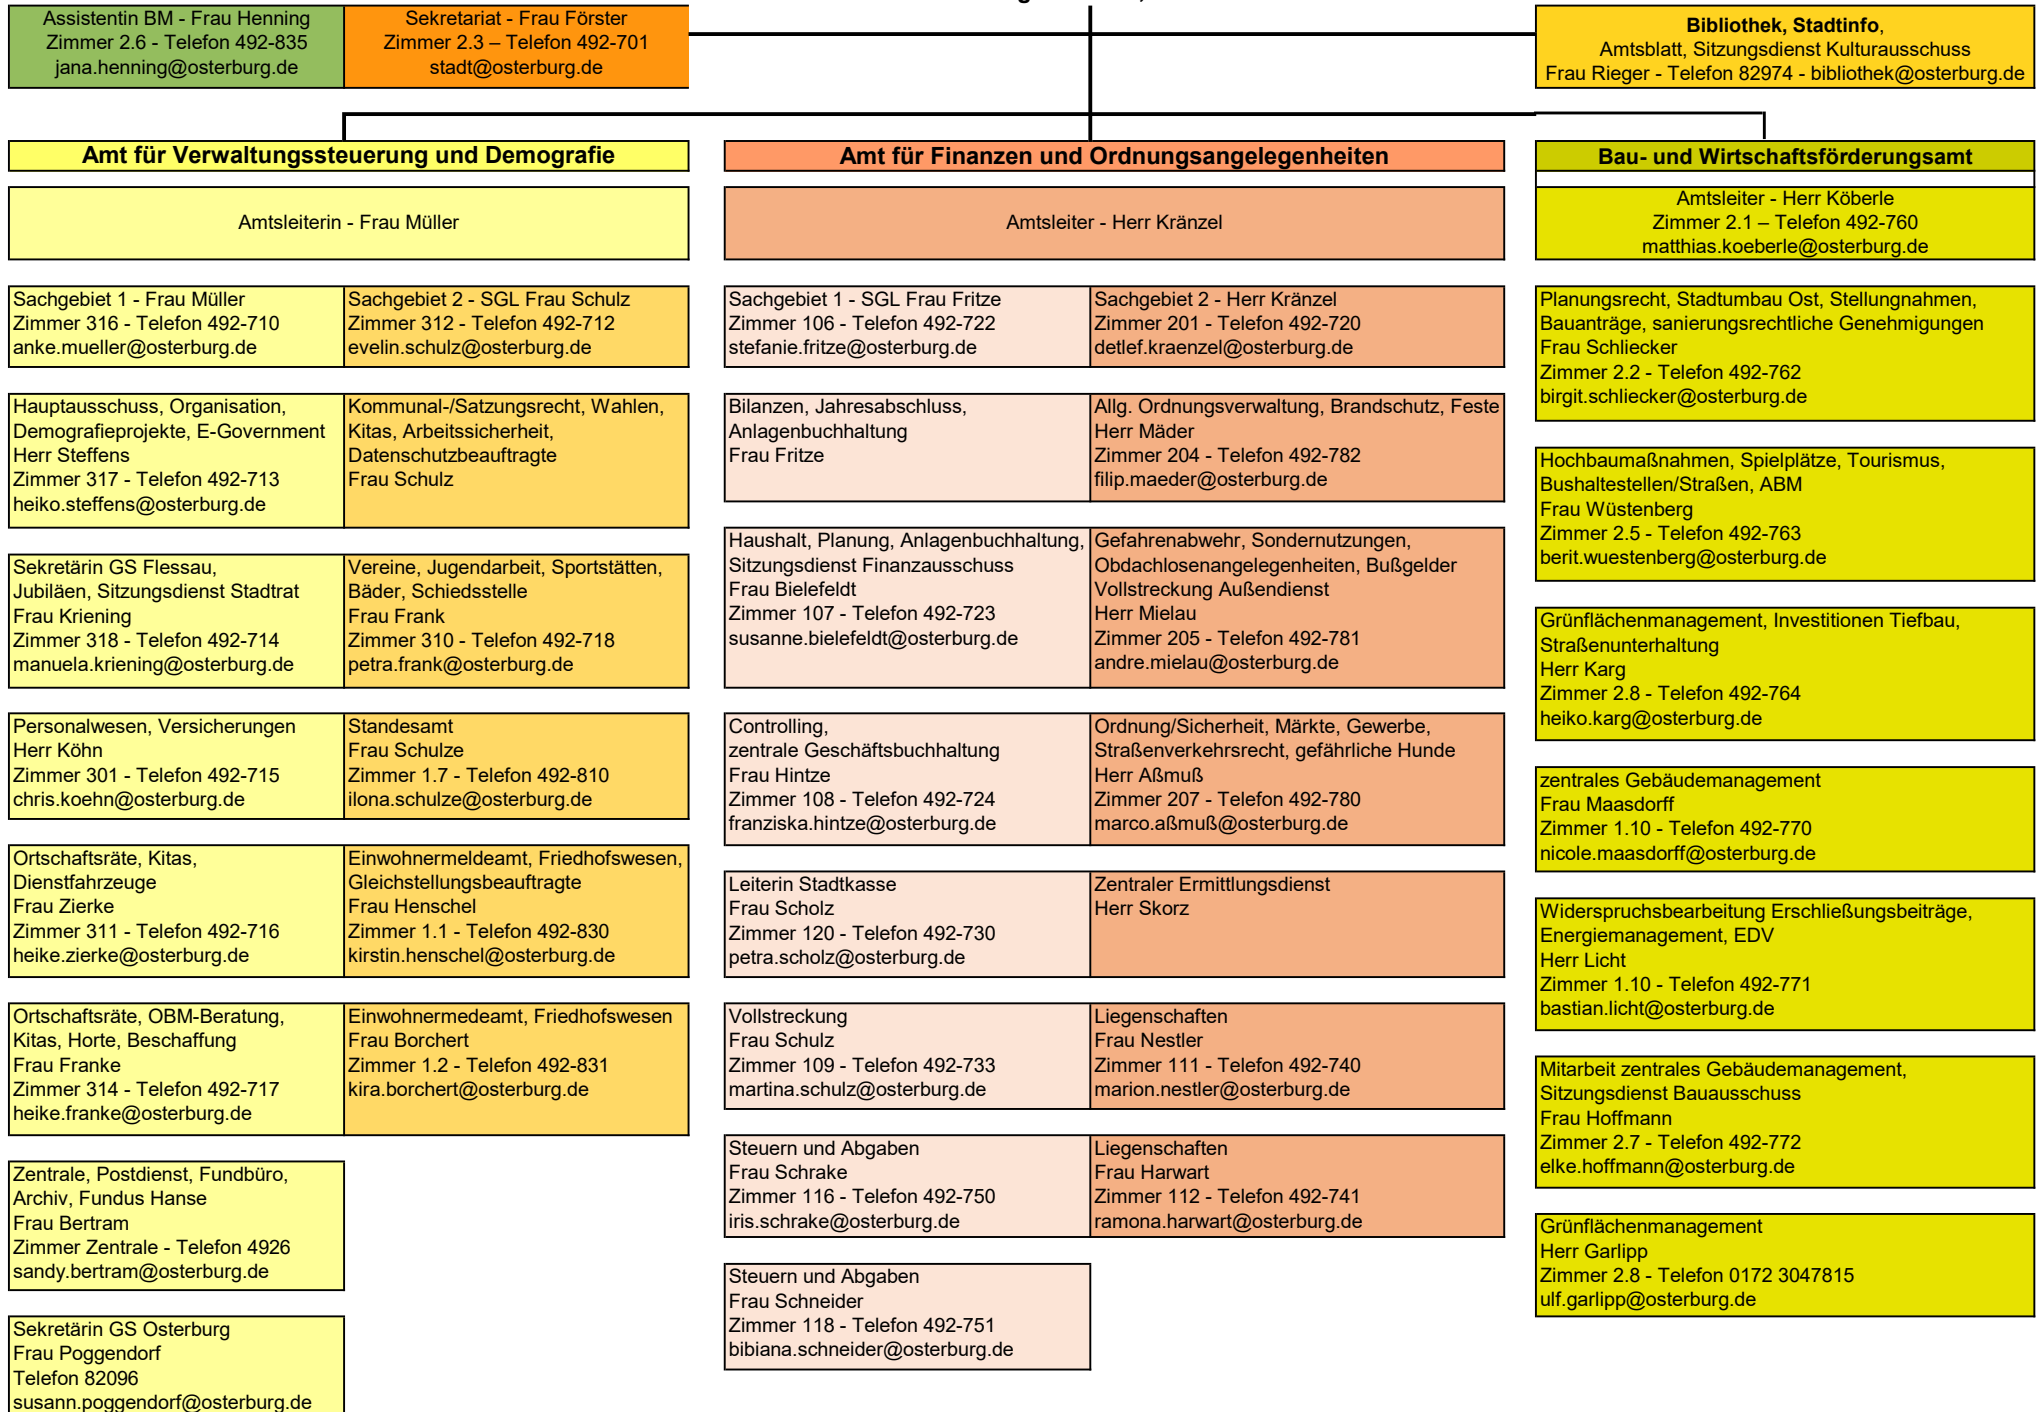 Assistentin BM - Frau Henning
Zimmer 2.6 - Telefon 492-835
jana.henning@osterburg.de
Sekretariat - Frau Förster
Zimmer 2.3 – Telefon 492-701
stadt@osterburg.de
Bibliothek, Stadtinfo,
Amtsblatt, Sitzungsdienst Kulturausschuss
Frau Rieger - Telefon 82974 - bibliothek@osterburg.de
Amt für Verwaltungssteuerung und Demografie
Amtsleiterin - Frau Müller
Sachgebiet 1 - Frau Müller
Zimmer 316 - Telefon 492-710
anke.mueller@osterburg.de
Hauptausschuss, Organisation,
Demografieprojekte, E-Government
Herr Steffens
Zimmer 317 - Telefon 492-713
heiko.steffens@osterburg.de
Sekretärin GS Flessau,
Jubiläen, Sitzungsdienst Stadtrat
Frau Kriening
Zimmer 318 - Telefon 492-714
manuela.kriening@osterburg.de
Personalwesen, Versicherungen
Herr Köhn
Zimmer 301 - Telefon 492-715
chris.koehn@osterburg.de
Ortschaftsräte, Kitas,
Dienstfahrzeuge
Frau Zierke
Zimmer 311 - Telefon 492-716
heike.zierke@osterburg.de
Ortschaftsräte, OBM-Beratung,
Kitas, Horte, Beschaffung
Frau Franke
Zimmer 314 - Telefon 492-717
heike.franke@osterburg.de
Zentrale, Postdienst, Fundbüro,
Archiv, Fundus Hanse
Frau Bertram
Zimmer Zentrale - Telefon 4926
sandy.bertram@osterburg.de
Sekretärin GS Osterburg
Frau Poggendorf
Telefon 82096
susann.poggendorf@osterburg.de
Sachgebiet 2 - SGL Frau Schulz
Zimmer 312 - Telefon 492-712
evelin.schulz@osterburg.de
Kommunal-/Satzungsrecht, Wahlen,
Kitas, Arbeitssicherheit,
Datenschutzbeauftragte
Frau Schulz
Vereine, Jugendarbeit, Sportstätten,
Bäder, Schiedsstelle
Frau Frank
Zimmer 310 - Telefon 492-718
petra.frank@osterburg.de
Standesamt
Frau Schulze
Zimmer 1.7 - Telefon 492-810
ilona.schulze@osterburg.de
Einwohnermeldeamt, Friedhofswesen,
Gleichstellungsbeauftragte
Frau Henschel
Zimmer 1.1 - Telefon 492-830
kirstin.henschel@osterburg.de
Einwohnermedeamt, Friedhofswesen
Frau Borchert
Zimmer 1.2 - Telefon 492-831
kira.borchert@osterburg.de
Amt für Finanzen und Ordnungsangelegenheiten
Amtsleiter - Herr Kränzel
Sachgebiet 1 - SGL Frau Fritze
Zimmer 106 - Telefon 492-722
stefanie.fritze@osterburg.de
Bilanzen, Jahresabschluss,
Anlagenbuchhaltung
Frau Fritze
Haushalt, Planung, Anlagenbuchhaltung,
Sitzungsdienst Finanzausschuss
Frau Bielefeldt
Zimmer 107 - Telefon 492-723
susanne.bielefeldt@osterburg.de
Controlling,
zentrale Geschäftsbuchhaltung
Frau Hintze
Zimmer 108 - Telefon 492-724
franziska.hintze@osterburg.de
Leiterin Stadtkasse
Frau Scholz
Zimmer 120 - Telefon 492-730
petra.scholz@osterburg.de
Vollstreckung
Frau Schulz
Zimmer 109 - Telefon 492-733
martina.schulz@osterburg.de
Steuern und Abgaben
Frau Schrake
Zimmer 116 - Telefon 492-750
iris.schrake@osterburg.de
Steuern und Abgaben
Frau Schneider
Zimmer 118 - Telefon 492-751
bibiana.schneider@osterburg.de
Sachgebiet 2 - Herr Kränzel
Zimmer 201 - Telefon 492-720
detlef.kraenzel@osterburg.de
Allg. Ordnungsverwaltung, Brandschutz, Feste
Herr Mäder
Zimmer 204 - Telefon 492-782
filip.maeder@osterburg.de
Gefahrenabwehr, Sondernutzungen,
Obdachlosenangelegenheiten, Bußgelder
Vollstreckung Außendienst
Herr Mielau
Zimmer 205 - Telefon 492-781
andre.mielau@osterburg.de
Ordnung/Sicherheit, Märkte, Gewerbe,
Straßenverkehrsrecht, gefährliche Hunde
Herr Aßmuß
Zimmer 207 - Telefon 492-780
marco.aßmuß@osterburg.de
Zentraler Ermittlungsdienst
Herr Skorz
Liegenschaften
Frau Nestler
Zimmer 111 - Telefon 492-740
marion.nestler@osterburg.de
Liegenschaften
Frau Harwart
Zimmer 112 - Telefon 492-741
ramona.harwart@osterburg.de
Bau- und Wirtschaftsförderungsamt
Amtsleiter - Herr Köberle
Zimmer 2.1 – Telefon 492-760
matthias.koeberle@osterburg.de
Planungsrecht, Stadtumbau Ost, Stellungnahmen,
Bauanträge, sanierungsrechtliche Genehmigungen
Frau Schliecker
Zimmer 2.2 - Telefon 492-762
birgit.schliecker@osterburg.de
Hochbaumaßnahmen, Spielplätze, Tourismus,
Bushaltestellen/Straßen, ABM
Frau Wüstenberg
Zimmer 2.5 - Telefon 492-763
berit.wuestenberg@osterburg.de
Grünflächenmanagement, Investitionen Tiefbau,
Straßenunterhaltung
Herr Karg
Zimmer 2.8 - Telefon 492-764
heiko.karg@osterburg.de
zentrales Gebäudemanagement
Frau Maasdorff
Zimmer 1.10 - Telefon 492-770
nicole.maasdorff@osterburg.de
Widerspruchsbearbeitung Erschließungsbeiträge,
Energiemanagement, EDV
Herr Licht
Zimmer 1.10 - Telefon 492-771
bastian.licht@osterburg.de
Mitarbeit zentrales Gebäudemanagement,
Sitzungsdienst Bauausschuss
Frau Hoffmann
Zimmer 2.7 - Telefon 492-772
elke.hoffmann@osterburg.de
Grünflächenmanagement
Herr Garlipp
Zimmer 2.8 - Telefon 0172 3047815
ulf.garlipp@osterburg.de